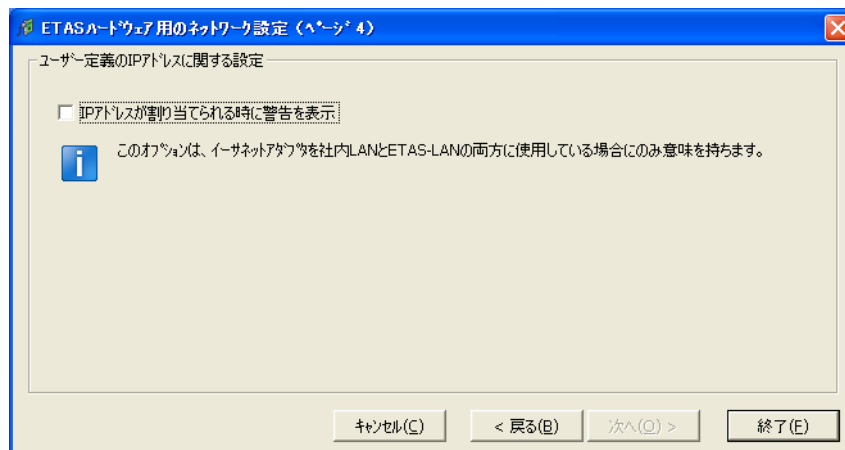 ETASハードウェア用のネットワーク設定（ページ 4）
ユーザー定義のIPアドレスに関する設定
IPアドレスが割り当てられる時に警告を表示
このオプションは、イーサネットアダプタを社内LANとETAS-LANの両方に使用している場合にのみ意味を持ちます。
キャンセル(C) < 戻る(B) 次へ(O) > 終了(E)